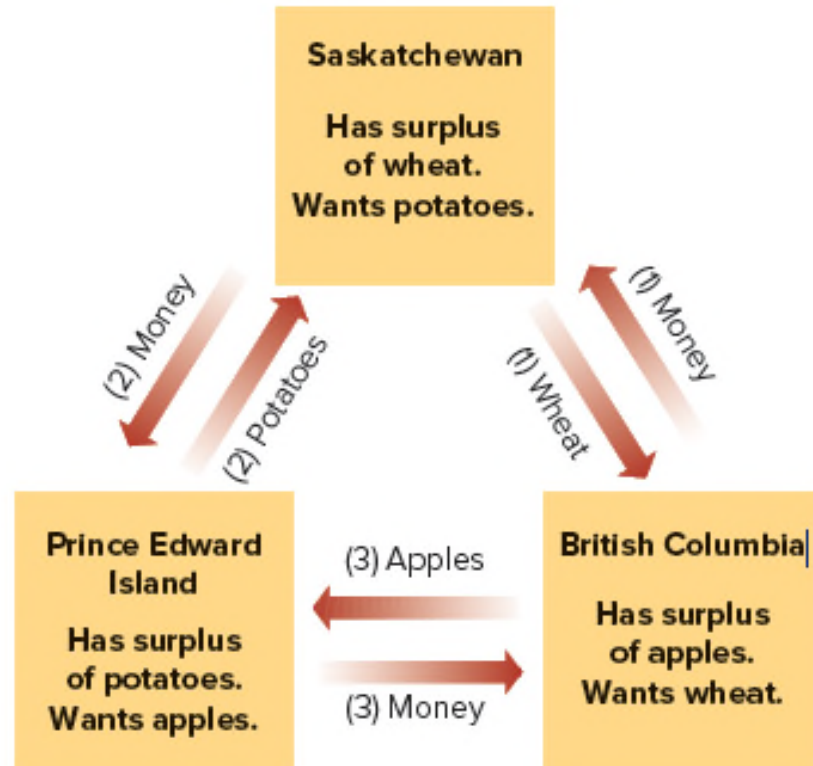 Saskatchewan
Has surplus
of wheat.
Wants potatoes.
(2) Money
(2) Potatoes
(1) Money
(1) Wheat
Prince Edward
Island
Has surplus
of potatoes.
Wants apples.
(3) Apples
(3) Money
British Columbia
Has surplus
of apples.
Wants wheat.